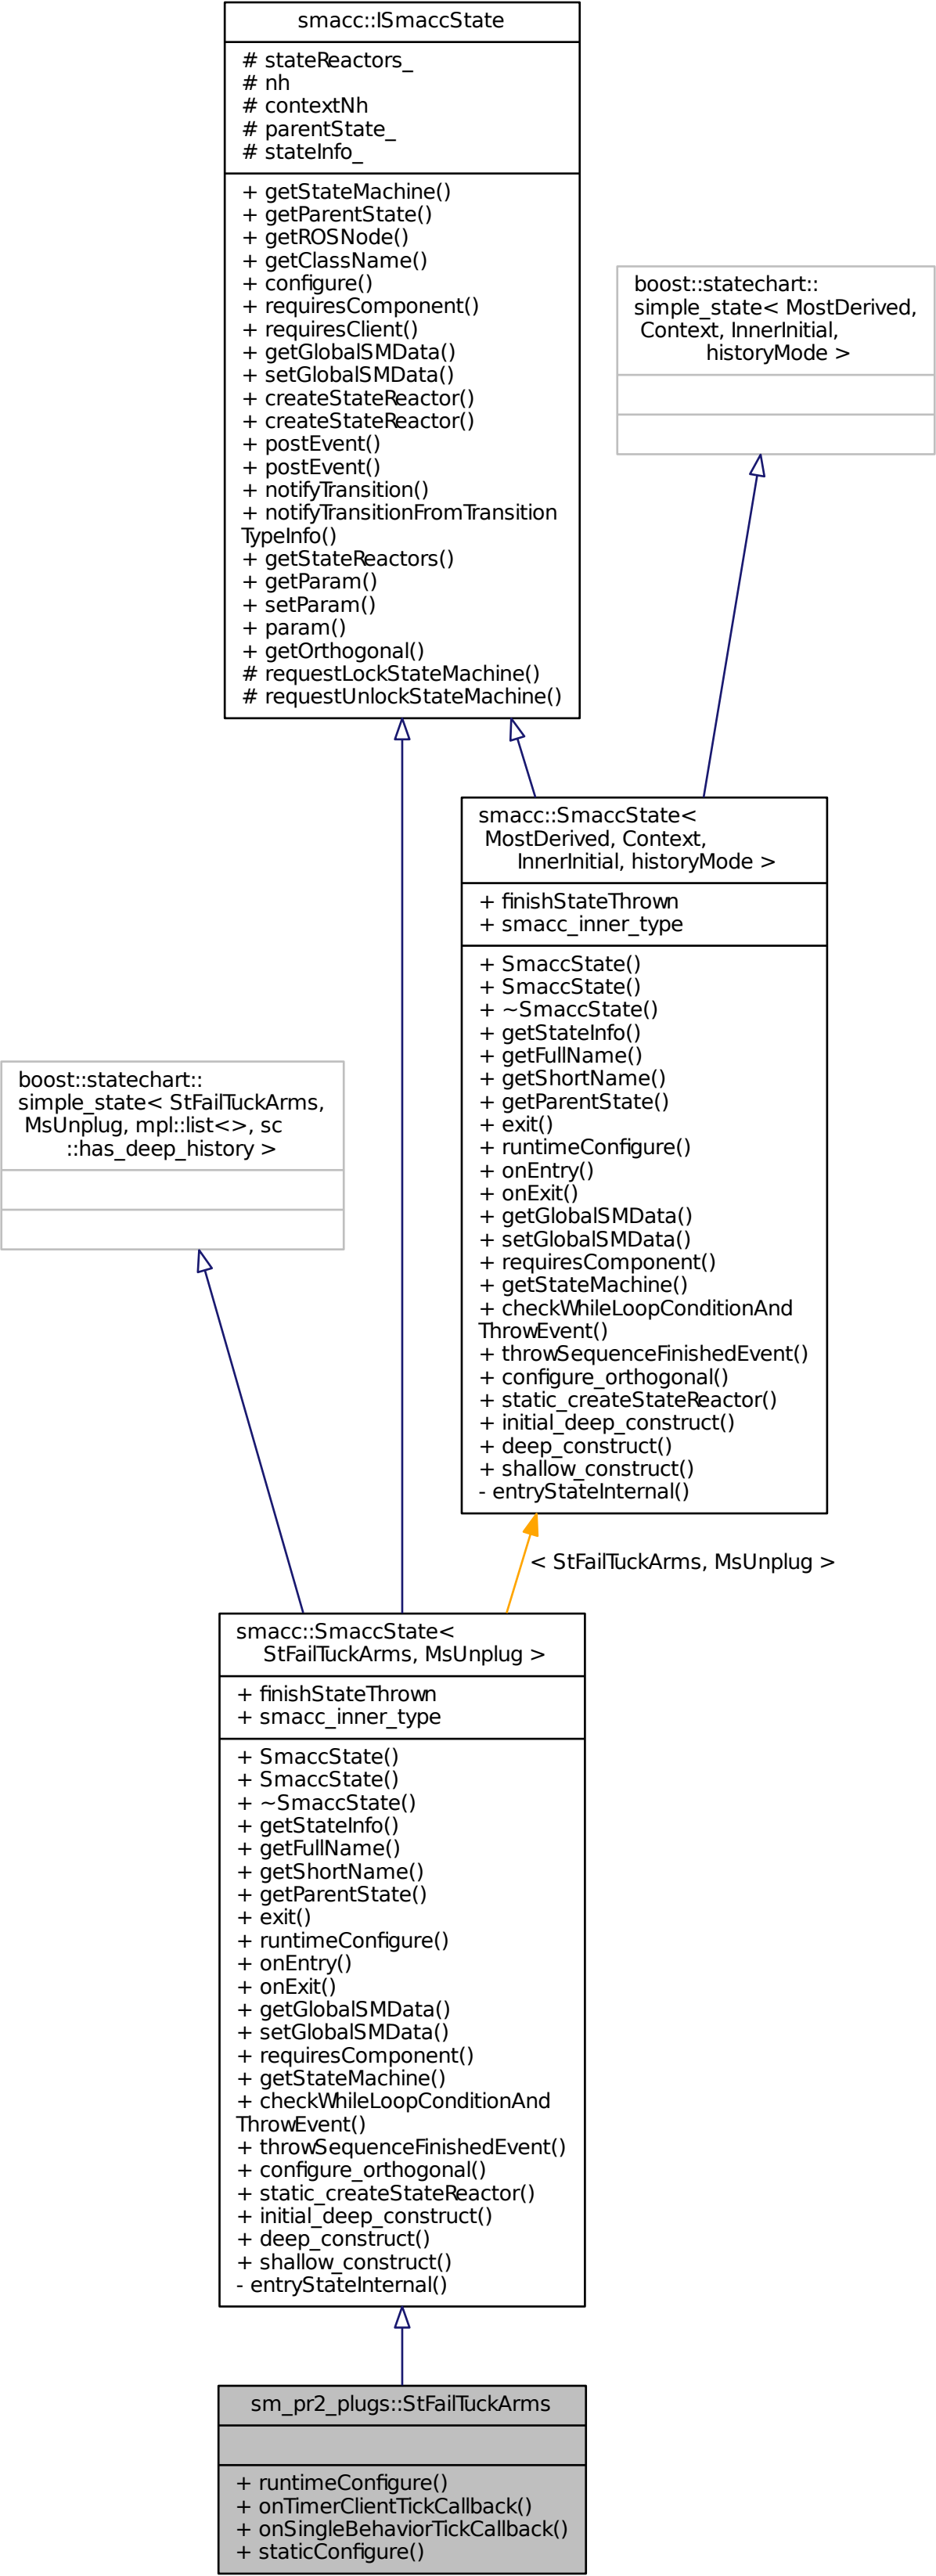 smacc::ISmaccState
# stateReactors_
# nh
# contextNh
# parentState_
# stateInfo_
+ getStateMachine()
+ getParentState()
+ getROSNode()
+ getClassName()
+ configure()
+ requiresComponent()
+ requiresClient()
+ getGlobalSMData()
+ setGlobalSMData()
+ createStateReactor()
+ createStateReactor()
+ postEvent()
+ postEvent()
+ notifyTransition()
+ notifyTransitionFromTransition
TypeInfo()
+ getStateReactors()
+ getParam()
+ setParam()
+ param()
+ getOrthogonal()
# requestLockStateMachine()
# requestUnlockStateMachine()
boost::statechart::
simple_state< MostDerived,
Context, InnerInitial,
historyMode >
smacc::SmaccState<
MostDerived, Context,
InnerInitial, historyMode >
+ finishStateThrown
+ smacc_inner_type
+ SmaccState()
+ SmaccState()
+ ~SmaccState()
+ getStateInfo()
+ getFullName()
+ getShortName()
+ getParentState()
+ exit()
+ runtimeConfigure()
+ onEntry()
+ onExit()
+ getGlobalSMData()
+ setGlobalSMData()
+ requiresComponent()
+ getStateMachine()
+ checkWhileLoopConditionAnd
ThrowEvent()
+ throwSequenceFinishedEvent()
+ configure_orthogonal()
+ static_createStateReactor()
+ initial_deep_construct()
+ deep_construct()
+ shallow_construct()
- entryStateInternal()
boost::statechart::
simple_state< StFailTuckArms,
MsUnplug, mpl::list<>, sc
::has_deep_history >
< StFailTuckArms, MsUnplug >
smacc::SmaccState<
StFailTuckArms, MsUnplug >
+ finishStateThrown
+ smacc_inner_type
+ SmaccState()
+ SmaccState()
+ ~SmaccState()
+ getStateInfo()
+ getFullName()
+ getShortName()
+ getParentState()
+ exit()
+ runtimeConfigure()
+ onEntry()
+ onExit()
+ getGlobalSMData()
+ setGlobalSMData()
+ requiresComponent()
+ getStateMachine()
+ checkWhileLoopConditionAnd
ThrowEvent()
+ throwSequenceFinishedEvent()
+ configure_orthogonal()
+ static_createStateReactor()
+ initial_deep_construct()
+ deep_construct()
+ shallow_construct()
- entryStateInternal()
sm_pr2_plugs::StFailTuckArms
+ runtimeConfigure()
+ onTimerClientTickCallback()
+ onSingleBehaviorTickCallback()
+ staticConfigure()